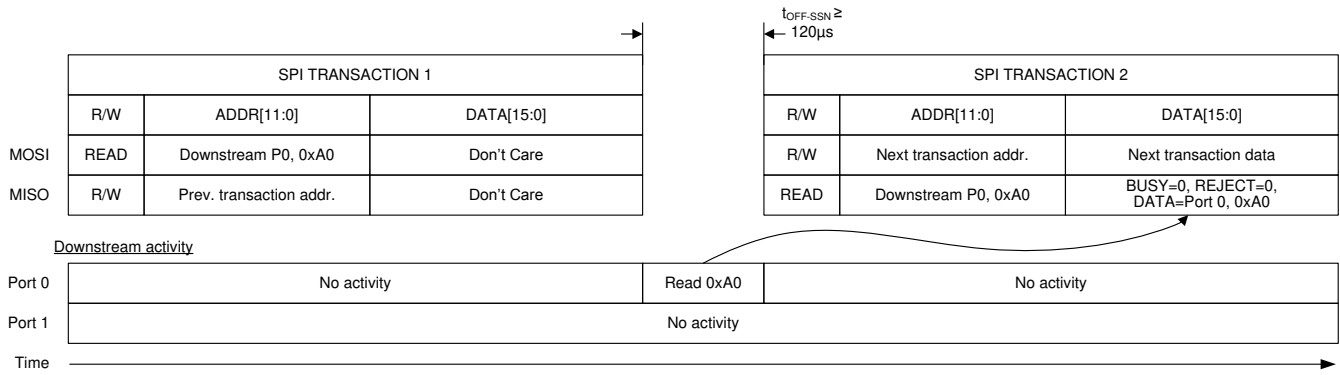 tOFF-SSN ≥
120µs
SPI TRANSACTION 1 SPI TRANSACTION 2
R/W ADDR[11:0] DATA[15:0] R/W ADDR[11:0] DATA[15:0]
MOSI READ Downstream P0, 0xA0 Don't Care R/W Next transaction addr. Next transaction data
MISO R/W Prev. transaction addr. Don't Care READ Downstream P0, 0xA0 BUSY=0, REJECT=0,
DATA=Port 0, 0xA0
Downstream activity
Port 0 No activity Read 0xA0 No activity
Port 1 No activity
Time